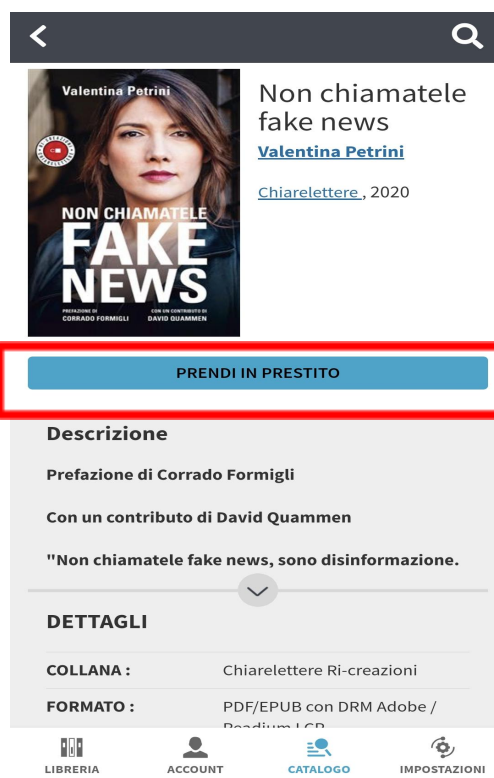 Valentina Petrini
NON CHIAMATELE
FAKE
NEWS
PREFAZIONE DI
CORRADO FORMIGLI
CON UN CONTRIBUTO DI
DAVID QUAMMEN
Non chiamatele
fake news
Valentina Petrini
Chiarelettere , 2020
PRENDI IN PRESTITO
Descrizione
Prefazione di Corrado Formigli
Con un contributo di David Quammen
"Non chiamatele fake news, sono disinformazione.
DETTAGLI
COLLANA : Chiarelettere Ri-creazioni
FORMATO : PDF/EPUB con DRM Adobe /
Readium LCP
LIBRERIA ACCOUNT CATALOGO IMPOSTAZIONI